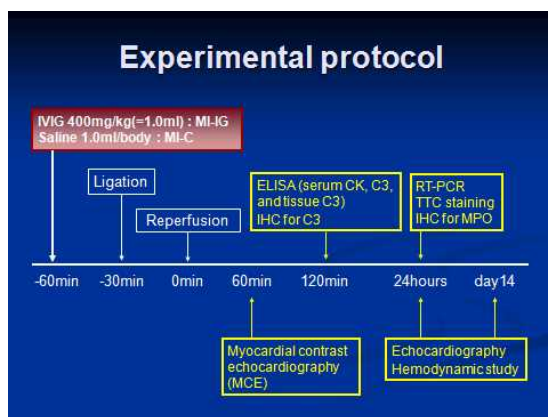 Experimental protocol
IVIG 400mg/kg(=1.0ml) : MI-IG
Saline 1.0ml/body : MI-C
Ligation
Reperfusion
ELISA (serum CK, C3,
and tissue C3)
IHC for C3
RT-PCR
TTC staining
IHC for MPO
-60min -30min 0min 60min 120min 24hours day14
Myocardial contrast
echocardiography
(MCE)
Echocardiography
Hemodynamic study